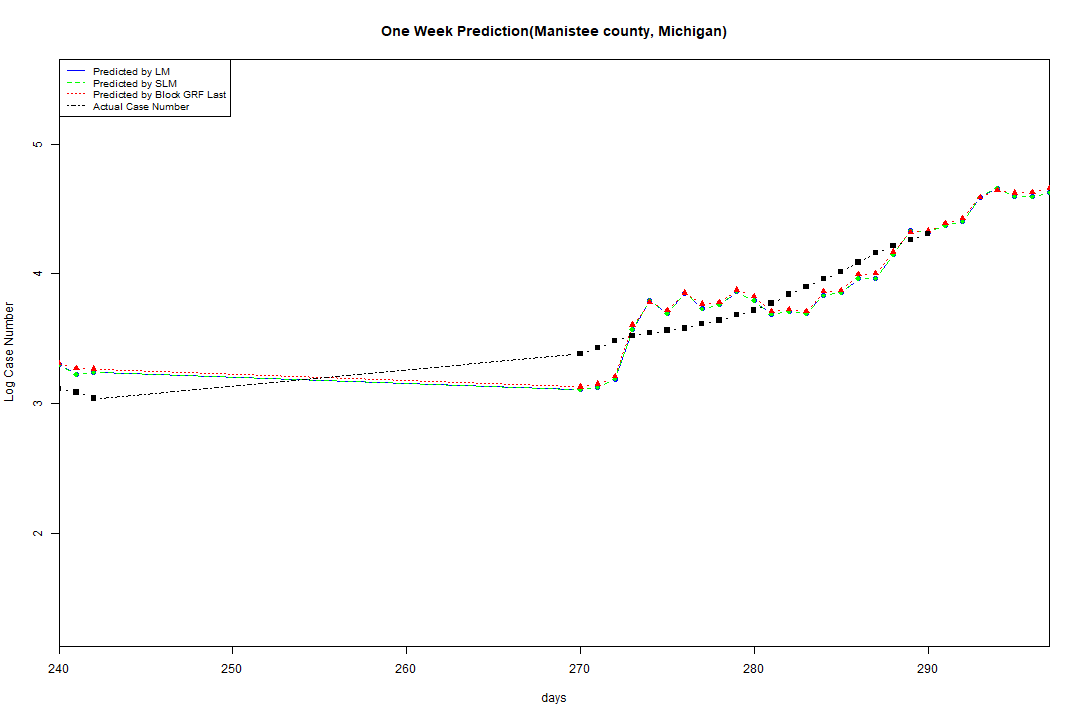 One Week Prediction(Manistee county, Michigan)
Predicted by LM
Predicted by SLM
Predicted by Block GRF Last
Actual Case Number
5
4
3
2
Log Case Number
240 250 260 270 280 290
days